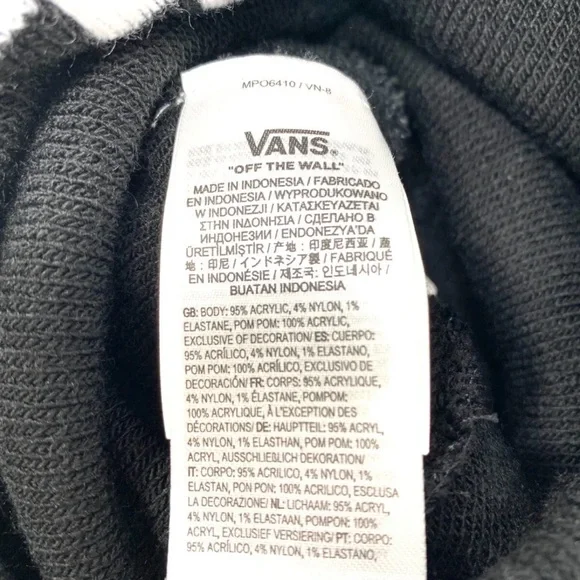 MPO6410 / VN-8
VANS
"OFF THE WALL"
MADE IN INDONESIA / FABRICADO
EN INDONESIA / WYPRODUKOWANO
W INDONEZJI / ΚΑΤΑΣΚΕΥΑΖΕΤΑΙ
ΣΤΗΝ ΙΝΔΟΝΗΣΙΑ / СДЕЛАНО В
ИНДОНЕЗИИ / ENDONEZYA'DA
ÜRETİLMİŞTİR / 产地 : 印度尼西亚 / 產
地 : 印尼 / インドネシア製 / FABRIQUÉ
EN INDONÉSIE / 제조국: 인도네시아 /
BUATAN INDONESIA
GB: BODY: 95% ACRYLIC, 4% NYLON, 1%
ELASTANE, POM POM: 100% ACRYLIC,
EXCLUSIVE OF DECORATION/ ES: CUERPO:
95% ACRÍLICO, 4% NYLON, 1% ELASTANO,
POM POM: 100% ACRÍLICO, EXCLUSIVO DE
DECORACIÓN/ FR: CORPS: 95% ACRYLIQUE,
4% NYLON, 1% ÉLASTANE, POMPOM:
100% ACRYLIQUE, À L'EXCEPTION DES
DÉCORATIONS/ DE: HAUPTTEIL: 95% ACRYL,
4% NYLON, 1% ELASTHAN, POM POM: 100%
ACRYL, AUSSCHLIEßLICH DEKORATION/
IT: CORPO: 95% ACRILICO, 4% NYLON, 1%
ELASTAN, PON PON: 100% ACRILICO, ESCLUSA
LA DECORAZIONE/ NL: LICHAAM: 95% ACRYL,
4% NYLON, 1% ELASTAAN, POMPON: 100%
ACRYL, EXCLUSIEF VERSIERING/ PT: CORPO:
95% ACRÍLICO, 4% NYLON, 1% ELASTANO,